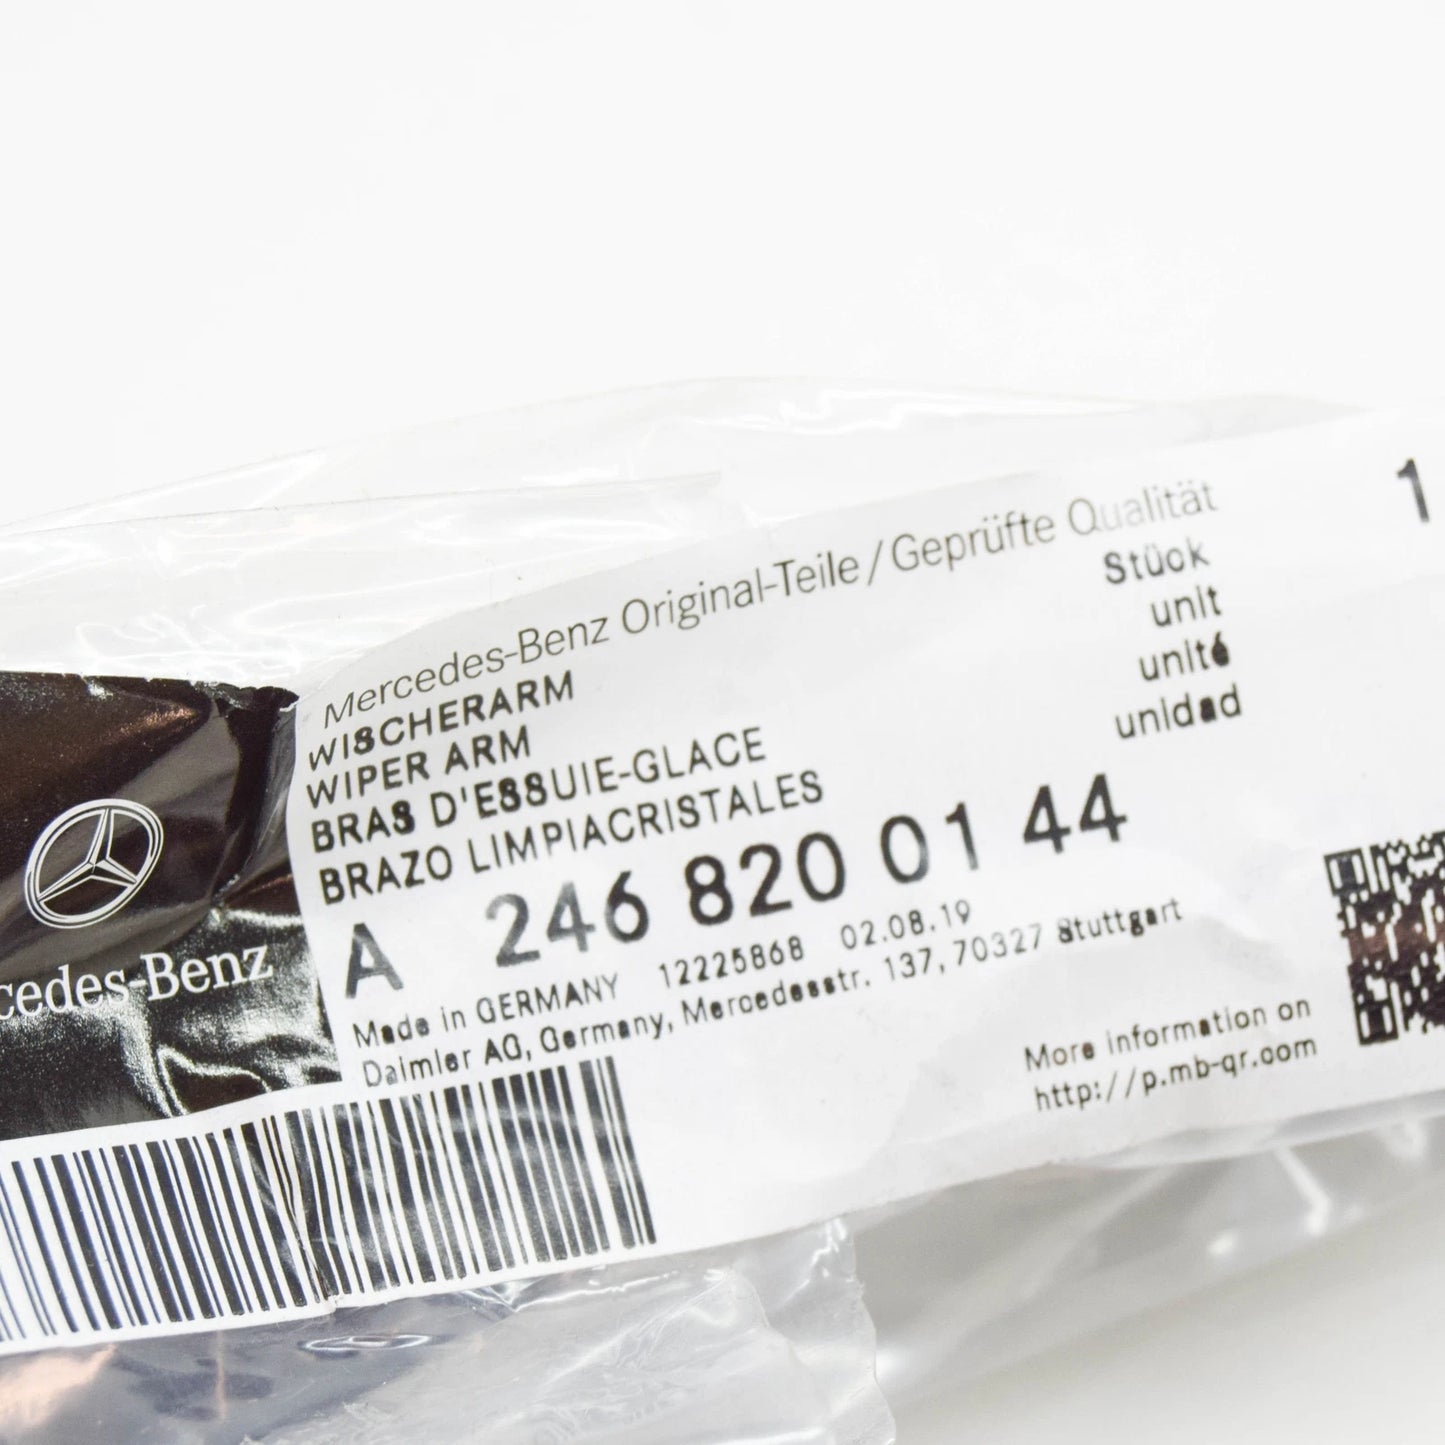 Mercedes-Benz Original-Teile / Geprüfte Qualität
1
WISCHERARM
Stück
WIPER ARM
unit
BRAS D'ESSUIE-GLACE
unité
BRAZO LIMPIACRISTALES
unidad
A 246 820 01 44
Made in GERMANY 12225868 02.08.19
Daimler AG, Germany, Mercedesstr. 137, 70327 Stuttgart
More information on
http://p.mb-qr.com
cedes-Benz